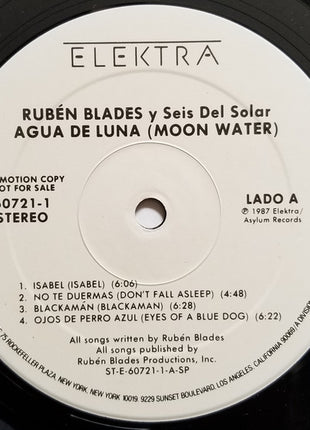 ELEKTRA
RUBÉN BLADES y Seis Del Solar
AGUA DE LUNA (MOON WATER)
OMOTION COPY
OT FOR SALE
60721-1
STEREO
LADO A
℗ 1987 Elektra/
Asylum Records
1. ISABEL (ISABEL) (6:06)
2. NO TE DUERMAS (DON'T FALL ASLEEP) (4:48)
3. BLACKAMÁN (BLACKAMAN) (6:28)
4. OJOS DE PERRO AZUL (EYES OF A BLUE DOG) (6:22)
All songs written by Rubén Blades
All songs published by
Rubén Blades Productions, Inc.
ST-E-60721-1-A-SP
75 ROCKEFELLER PLAZA, NEW YORK, NEW YORK 10019. 9229 SUNSET BOULEVARD, LOS ANGELES, CALIFORNIA 90069 A DIVISION